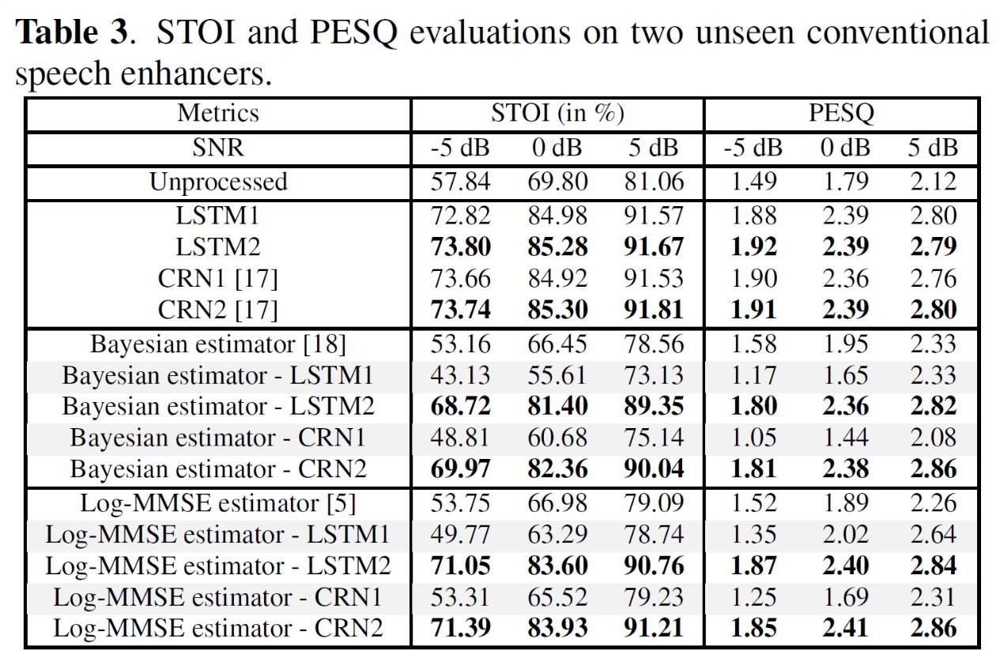 Table 3. STOI and PESQ evaluations on two unseen conventional
speech enhancers.
Metrics STOI (in %) PESQ
SNR -5 dB 0 dB 5 dB -5 dB 0 dB 5 dB
Unprocessed 57.84 69.80 81.06 1.49 1.79 2.12
LSTM1 72.82 84.98 91.57 1.88 2.39 2.80
LSTM2 73.80 85.28 91.67 1.92 2.39 2.79
CRN1 [17] 73.66 84.92 91.53 1.90 2.36 2.76
CRN2 [17] 73.74 85.30 91.81 1.91 2.39 2.80
Bayesian estimator [18] 53.16 66.45 78.56 1.58 1.95 2.33
Bayesian estimator - LSTM1 43.13 55.61 73.13 1.17 1.65 2.33
Bayesian estimator - LSTM2 68.72 81.40 89.35 1.80 2.36 2.82
Bayesian estimator - CRN1 48.81 60.68 75.14 1.05 1.44 2.08
Bayesian estimator - CRN2 69.97 82.36 90.04 1.81 2.38 2.86
Log-MMSE estimator [5] 53.75 66.98 79.09 1.52 1.89 2.26
Log-MMSE estimator - LSTM1 49.77 63.29 78.74 1.35 2.02 2.64
Log-MMSE estimator - LSTM2 71.05 83.60 90.76 1.87 2.40 2.84
Log-MMSE estimator - CRN1 53.31 65.52 79.23 1.25 1.69 2.31
Log-MMSE estimator - CRN2 71.39 83.93 91.21 1.85 2.41 2.86